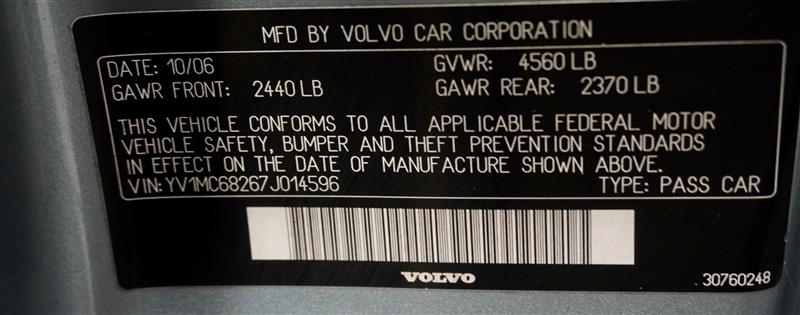 MFD BY VOLVO CAR CORPORATION
DATE: 10/06 GVWR: 4560 LB
GAWR FRONT: 2440 LB GAWR REAR: 2370 LB
THIS VEHICLE CONFORMS TO ALL APPLICABLE FEDERAL MOTOR
VEHICLE SAFETY, BUMPER AND THEFT PREVENTION STANDARDS
IN EFFECT ON THE DATE OF MANUFACTURE SHOWN ABOVE.
VIN: YV1MC68267J014596 TYPE: PASS CAR
VOLVO 30760248